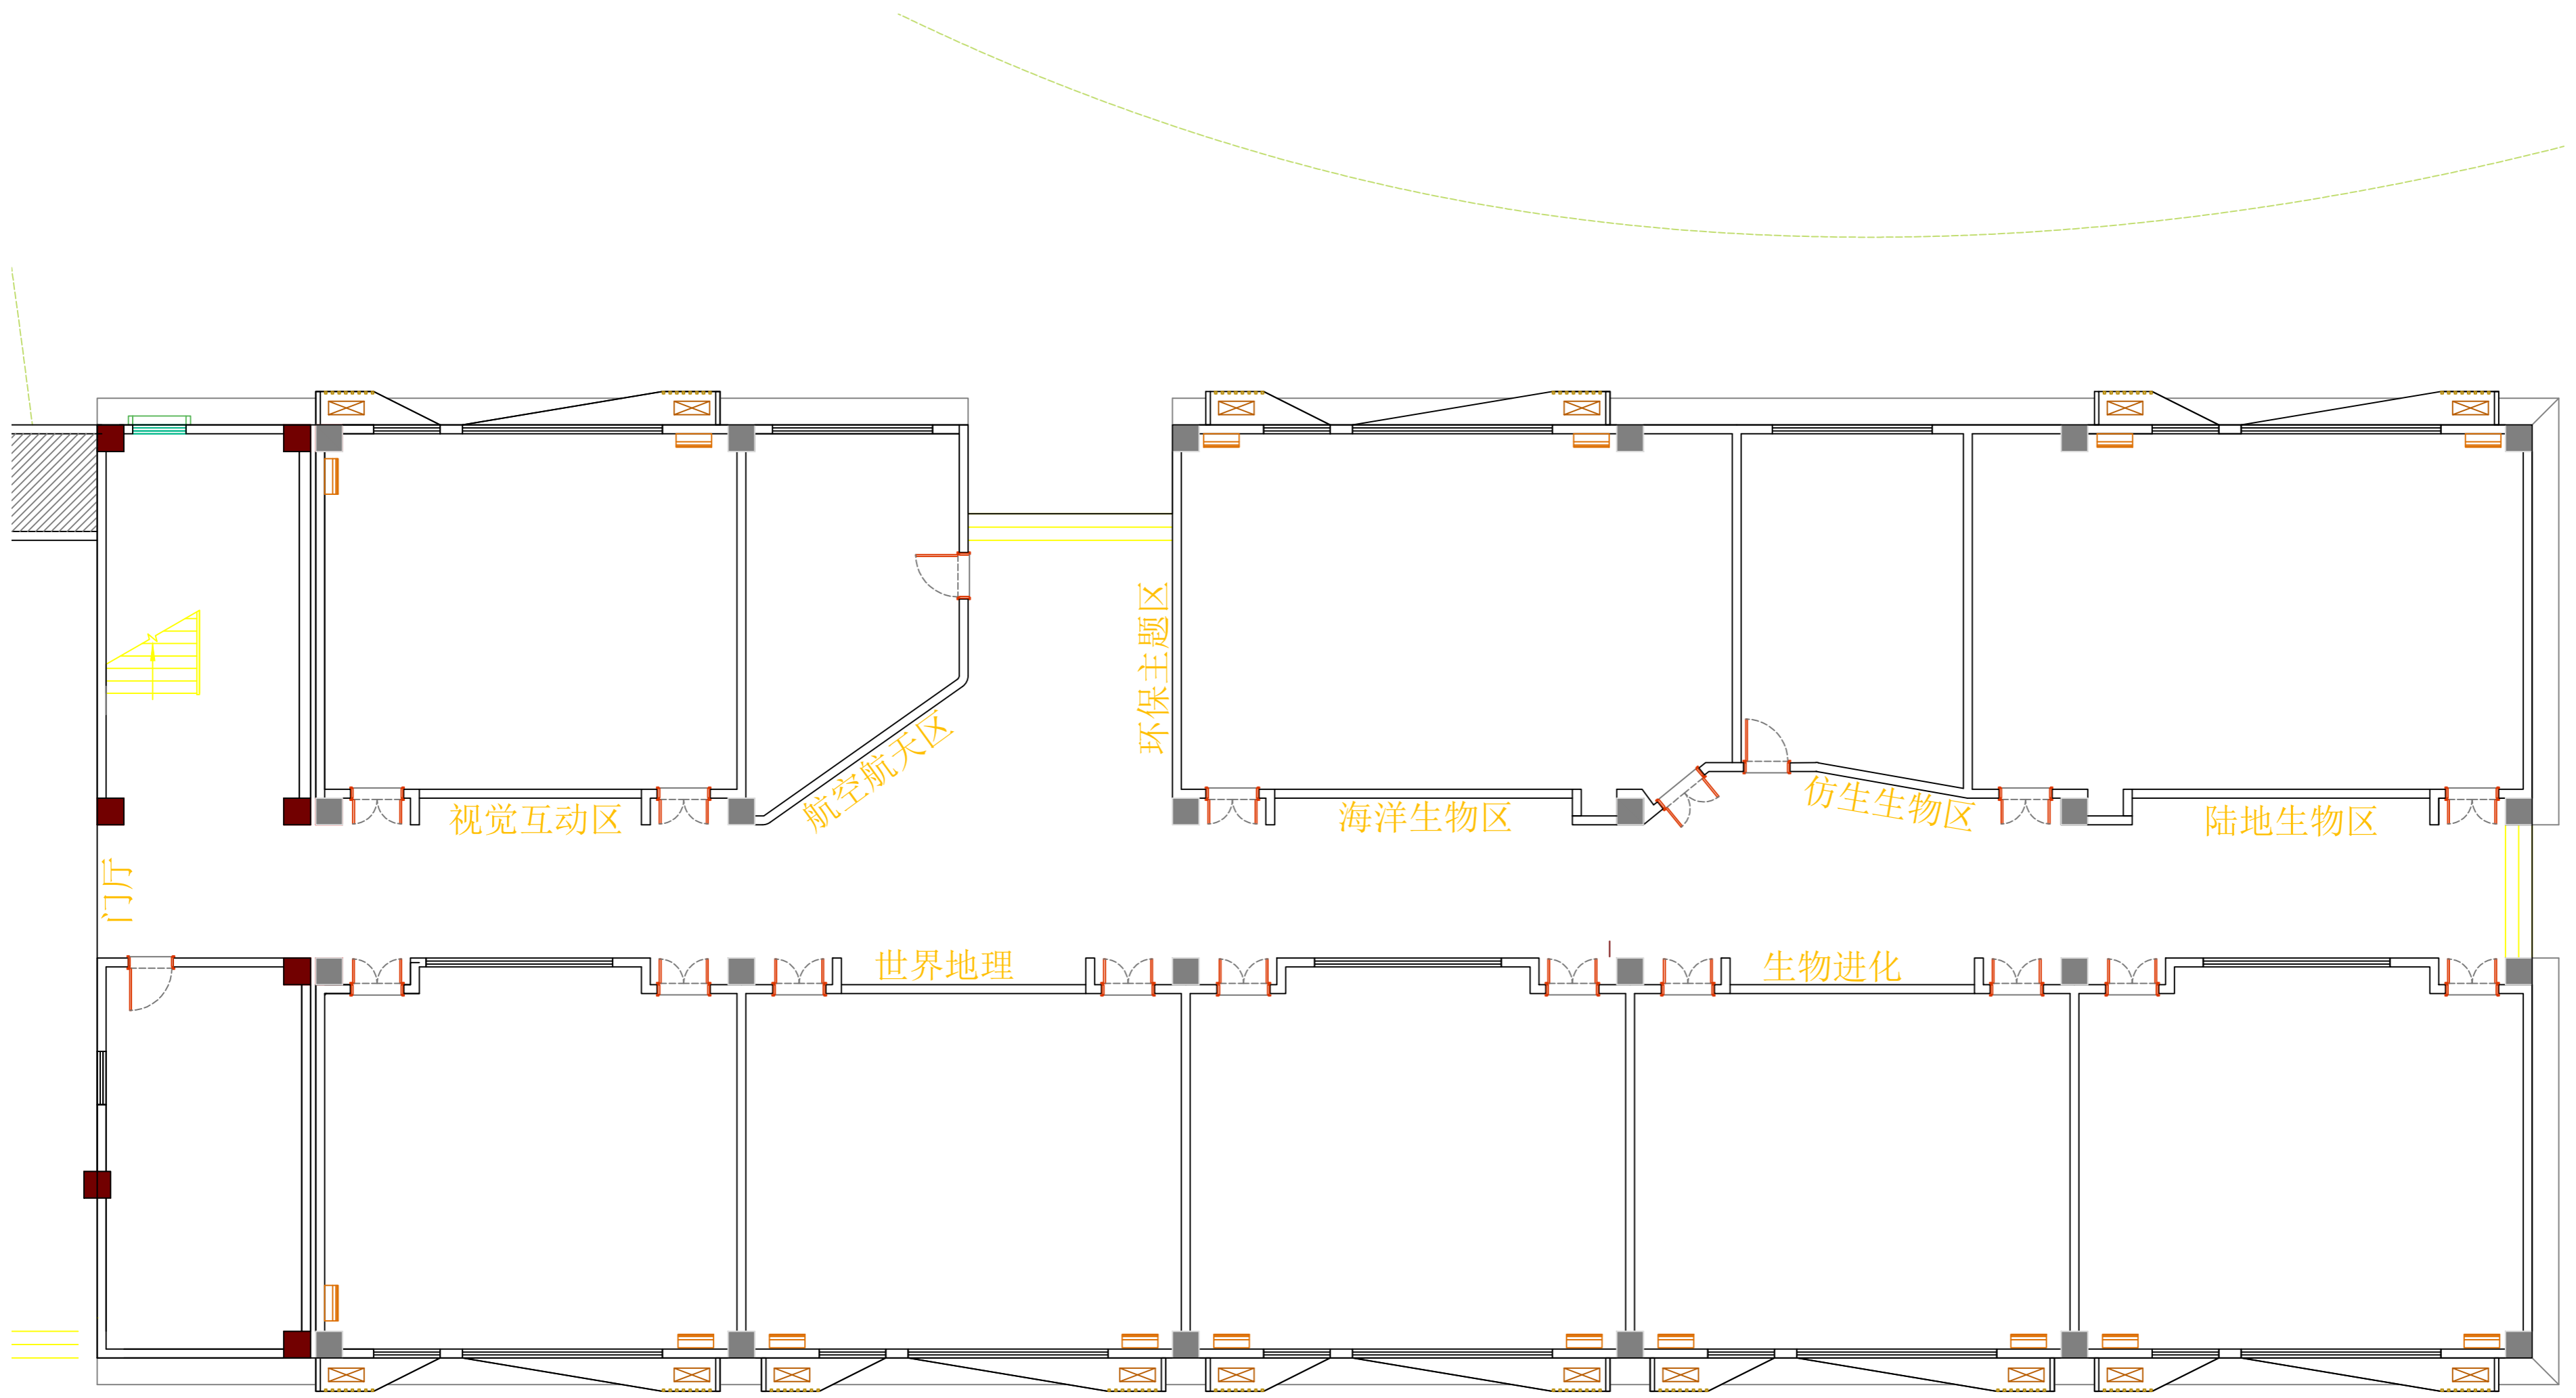 环保主题区
航空航天区
视觉互动区
海洋生物区
仿生生物区
陆地生物区
门厅
世界地理
生物进化